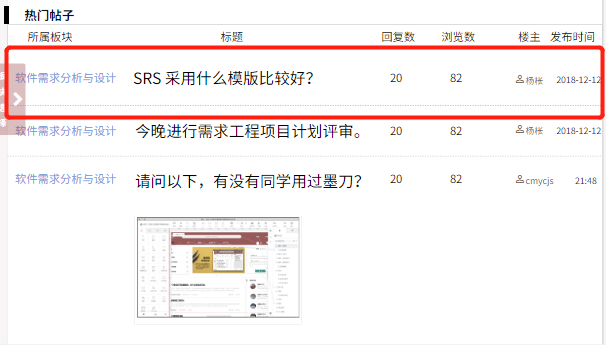 热门帖子
所属板块 标题 回复数 浏览数 楼主 发布时间
软件需求分析与设计 SRS 采用什么模版比较好? 20 82 杨枨 2018-12-12
软件需求分析与设计 今晚进行需求工程项目计划评审。 20 82 杨枨 2018-12-12
软件需求分析与设计 请问以下，有没有同学用过墨刀? 20 82 cmycjs 21:48